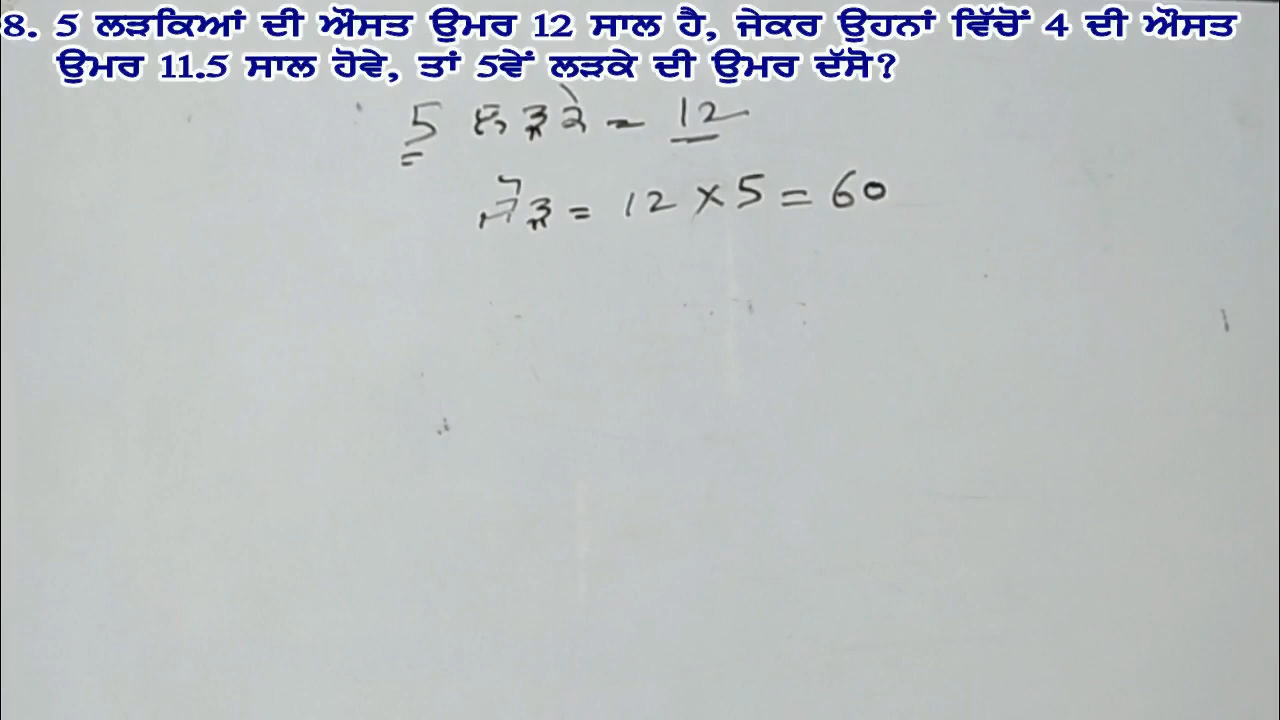 8. 5 ਲੜਕਿਆਂ ਦੀ ਔਸਤ ਉਮਰ 12 ਸਾਲ ਹੈ, ਜੇਕਰ ਉਹਨਾਂ ਵਿੱਚੋਂ 4 ਦੀ ਔਸਤ
ਉਮਰ 11.5 ਸਾਲ ਹੋਵੇ, ਤਾਂ 5ਵੇਂ ਲੜਕੇ ਦੀ ਉਮਰ ਦੱਸੋ?
5 ਲੜਕੇ = 12
ਜੋੜ = 12 × 5 = 60